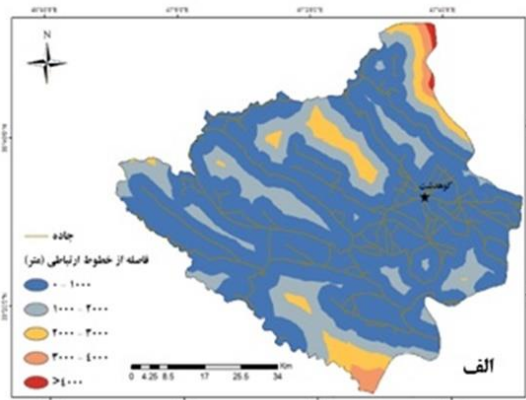 N
کوهدشت
جاده
فاصله از خطوط ارتباطی (متر)
۰ - ۱۰۰۰
۱۰۰۰ - ۲۰۰۰
۲۰۰۰ - ۳۰۰۰
۳۰۰۰ - ۴۰۰۰
>۴۰۰۰
0 4.25 8.5 17 25.5 34 Km
الف